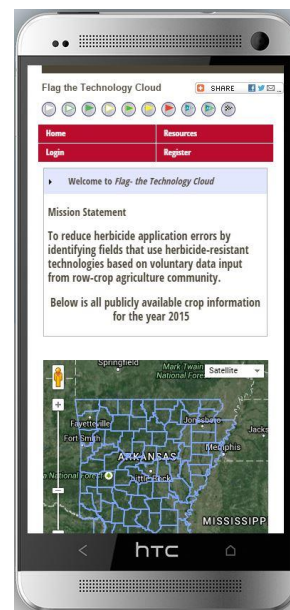 Flag the Technology Cloud
SHARE
Home Resources
Login Register
Welcome to Flag- the Technology Cloud
Mission Statement
To reduce herbicide application errors by
identifying fields that use herbicide-resistant
technologies based on voluntary data input
from row-crop agriculture community.
Below is all publicly available crop information
for the year 2015
Springfield
Mark Twain
National Fore
Satellite
Fayetteville
Jonesboro
Jacks
Fort Smith
Memphis
ARKANSAS
a National Forest
Little Rock
MISSISSIPP
hTC